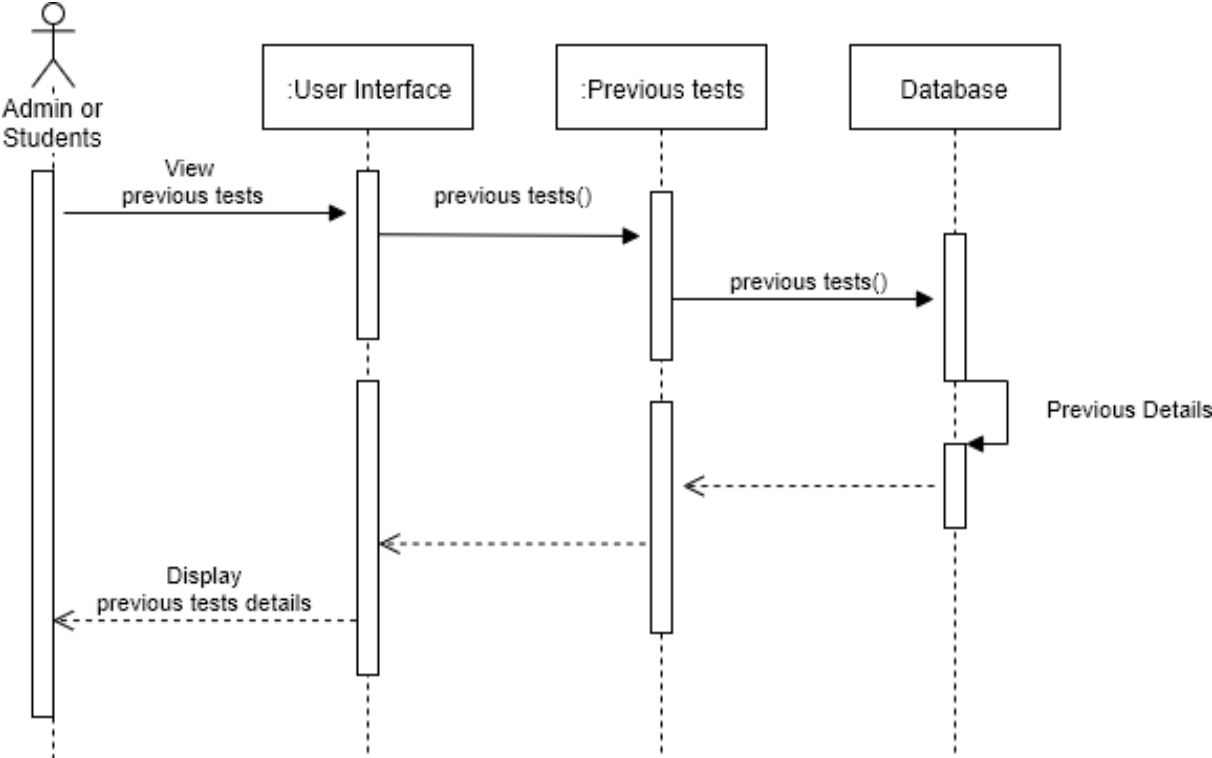 Admin or
Students
:User Interface
:Previous tests
Database
View
previous tests
previous tests()
previous tests()
Previous Details
Display
previous tests details